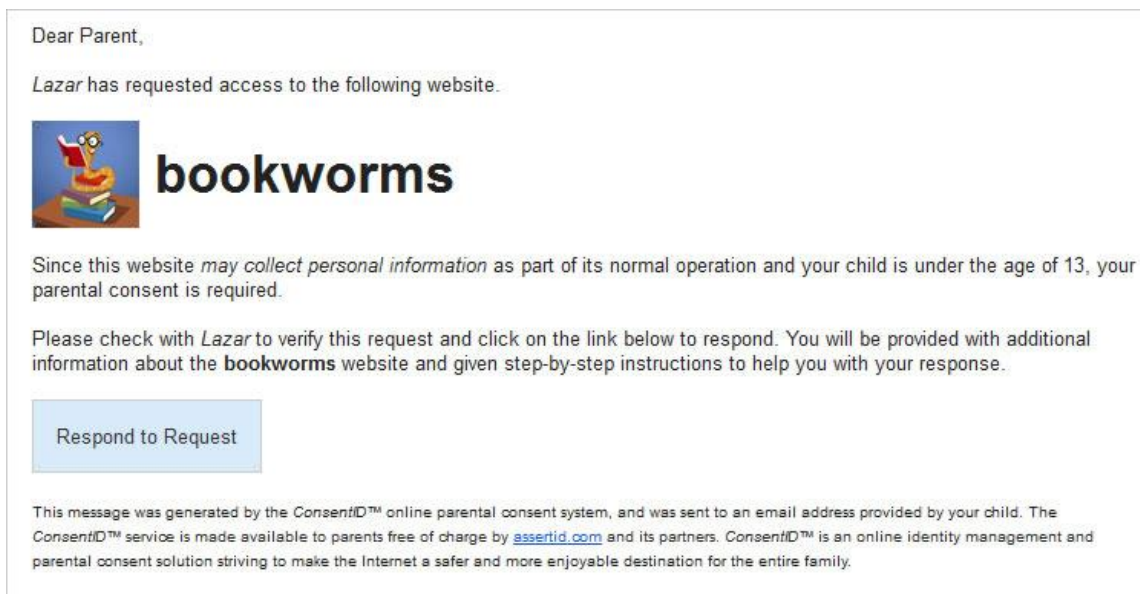 Dear Parent,
Lazar has requested access to the following website.
bookworms
Since this website may collect personal information as part of its normal operation and your child is under the age of 13, your
parental consent is required.
Please check with Lazar to verify this request and click on the link below to respond. You will be provided with additional
information about the bookworms website and given step-by-step instructions to help you with your response.
Respond to Request
This message was generated by the ConsentID™ online parental consent system, and was sent to an email address provided by your child. The
ConsentID™ service is made available to parents free of charge by assertid.com and its partners. ConsentID™ is an online identity management and
parental consent solution striving to make the Internet a safer and more enjoyable destination for the entire family.